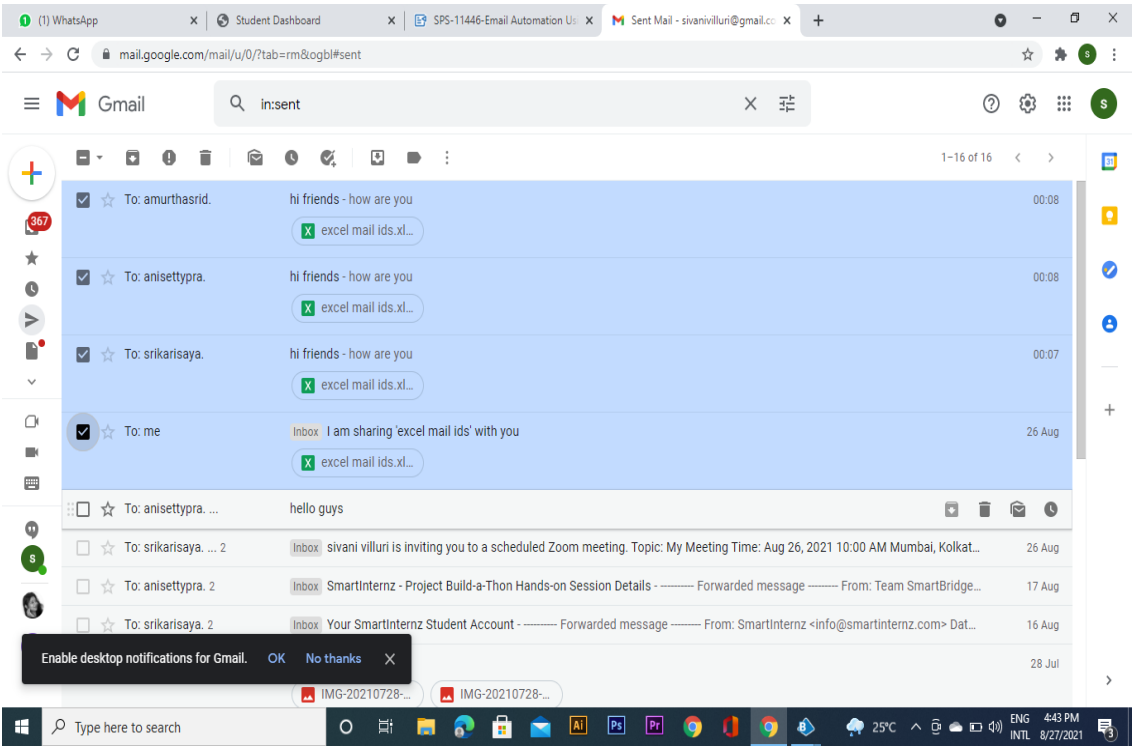 (1) WhatsApp
Student Dashboard
SPS-11446-Email Automation Us
Sent Mail - sivanivilluri@gmail.co
mail.google.com/mail/u/0/?tab=rm&ogbl#sent
S
Gmail
in:sent
S
1–16 of 16
31
367
To: amurthasrid.
hi friends - how are you
00:08
X excel mail ids.xl...
To: anisettypra.
hi friends - how are you
00:08
X excel mail ids.xl...
To: srikarisaya.
hi friends - how are you
00:07
X excel mail ids.xl...
To: me
Inbox I am sharing 'excel mail ids' with you
26 Aug
X excel mail ids.xl...
To: anisettypra. ...
hello guys
S
To: srikarisaya. ... 2
Inbox sivani villuri is inviting you to a scheduled Zoom meeting. Topic: My Meeting Time: Aug 26, 2021 10:00 AM Mumbai, Kolkat...
26 Aug
To: anisettypra. 2
Inbox SmartInternz - Project Build-a-Thon Hands-on Session Details - ---------- Forwarded message --------- From: Team SmartBridge...
17 Aug
To: srikarisaya. 2
Inbox Your SmartInternz Student Account - ---------- Forwarded message --------- From: SmartInternz <info@smartinternz.com> Dat...
16 Aug
Enable desktop notifications for Gmail. OK No thanks
28 Jul
IMG-20210728-...
IMG-20210728-...
Type here to search
Ai
Ps
Pr
25°C
ENG
INTL
4:43 PM
8/27/2021
3